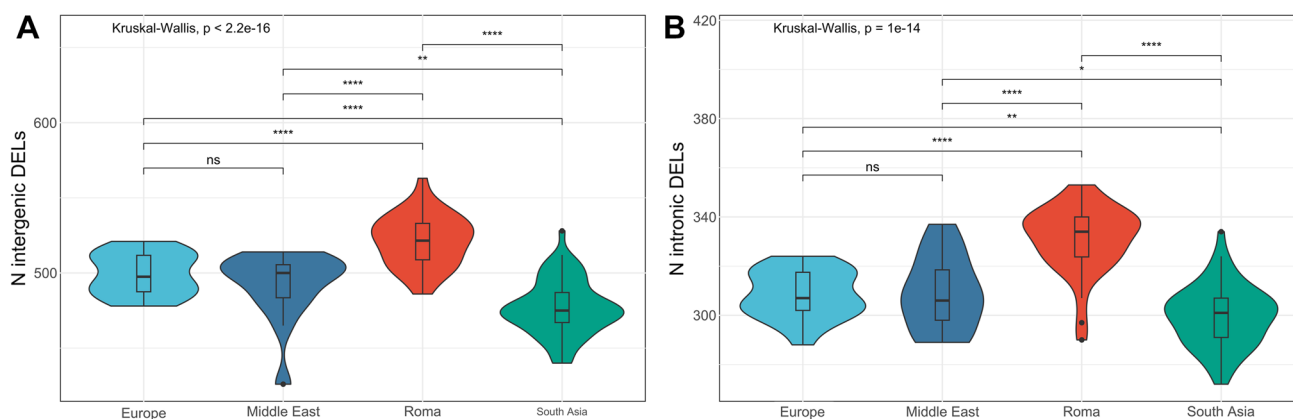 A
Kruskal-Wallis, p < 2.2e-16
N intergenic DELs
600
500
****
**
****
****
****
ns
Europe
Middle East
Roma
South Asia
B
Kruskal-Wallis, p = 1e-14
N intronic DELs
420
380
340
300
****
*
****
**
****
ns
Europe
Middle East
Roma
South Asia